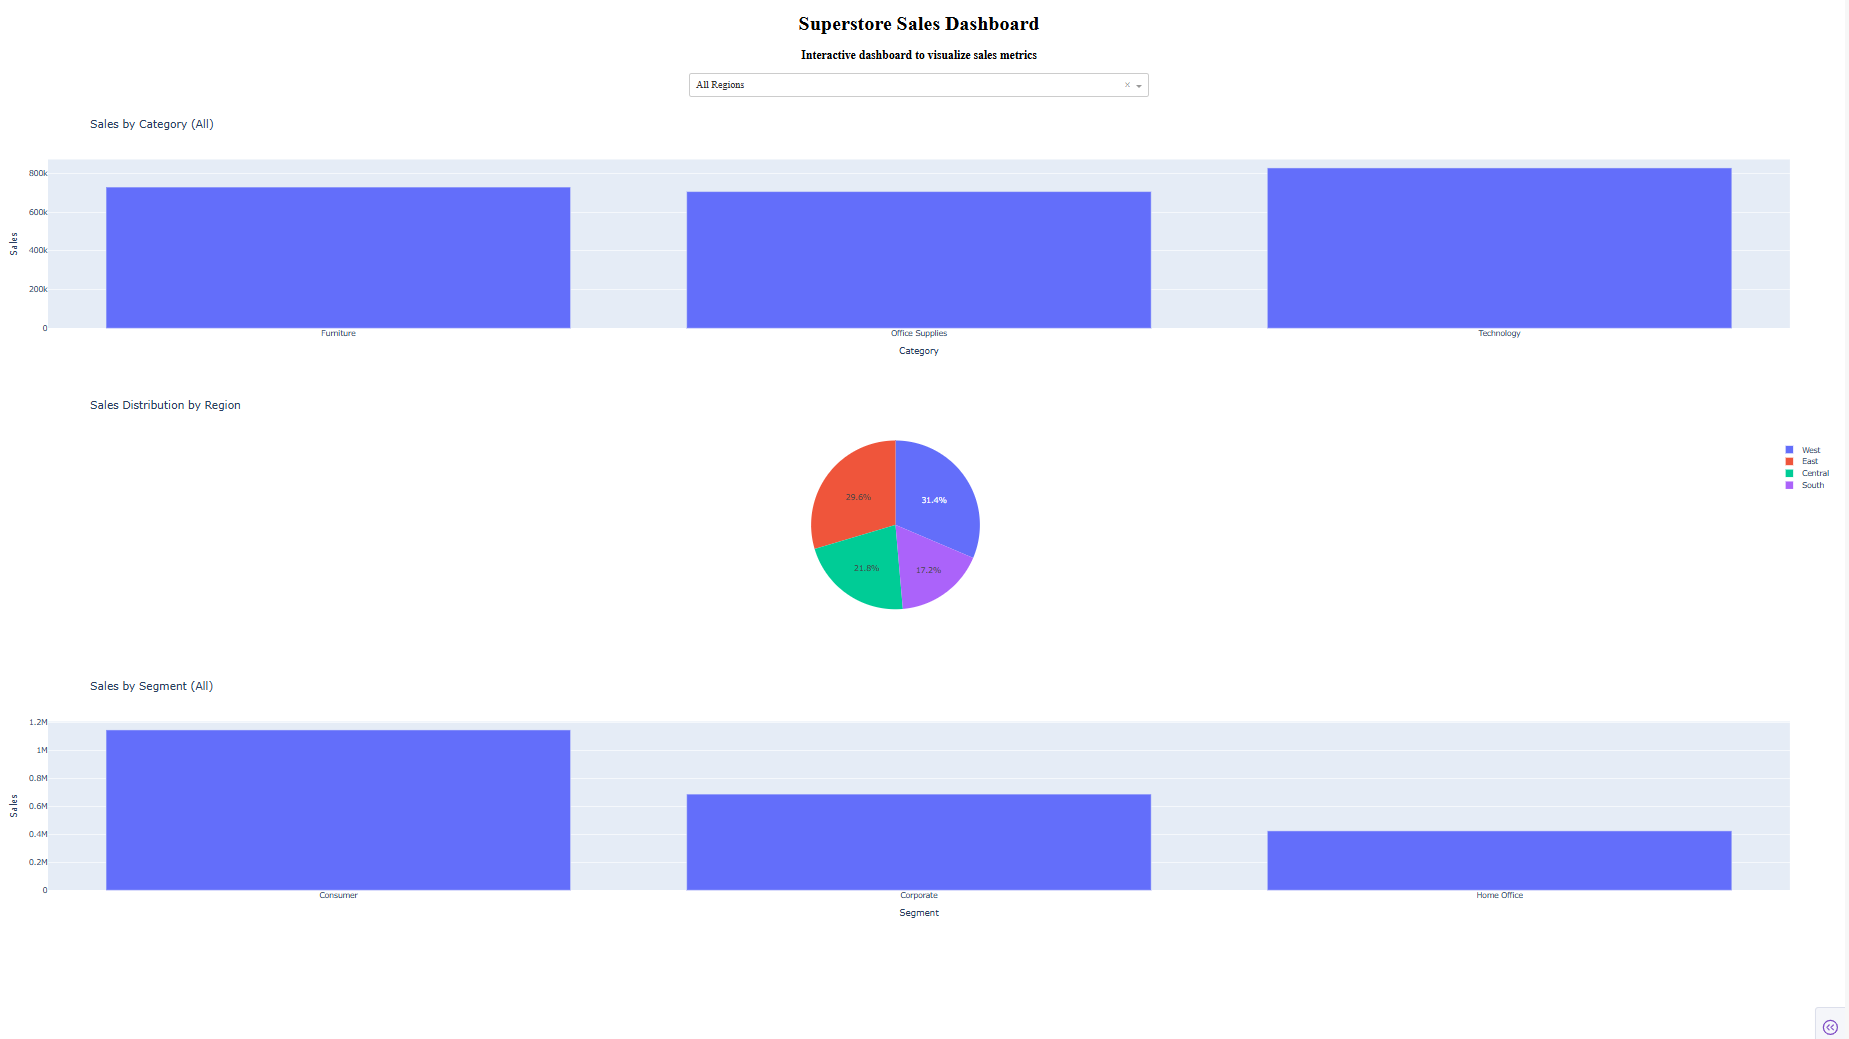 Superstore Sales Dashboard
Interactive dashboard to visualize sales metrics
All Regions
Sales by Category (All)
Sales
800k
600k
400k
200k
0
Furniture Office Supplies Technology
Category
Sales Distribution by Region
West
East
Central
South
29.6% 31.4%
21.8% 17.2%
Sales by Segment (All)
Sales
1.2M
1M
0.8M
0.6M
0.4M
0.2M
0
Consumer Corporate Home Office
Segment